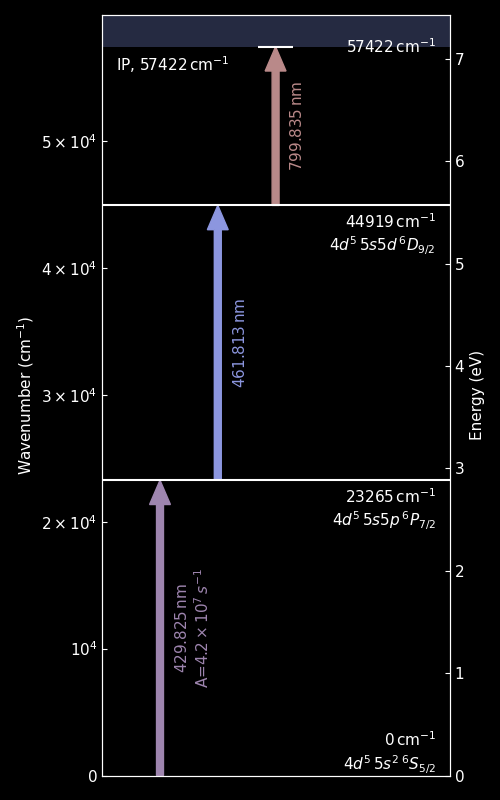 57422 cm⁻¹
IP, 57422 cm⁻¹
799.835 nm
44919 cm⁻¹
4d⁵ 5s5d ⁶D₉/₂
461.813 nm
23265 cm⁻¹
4d⁵ 5s5p ⁶P₇/₂
429.825 nm
A=4.2 × 10⁷ s⁻¹
0 cm⁻¹
4d⁵ 5s² ⁶S₅/₂
Wavenumber (cm⁻¹)
5 × 10⁴
4 × 10⁴
3 × 10⁴
2 × 10⁴
10⁴
0
Energy (eV)
7
6
5
4
3
2
1
0